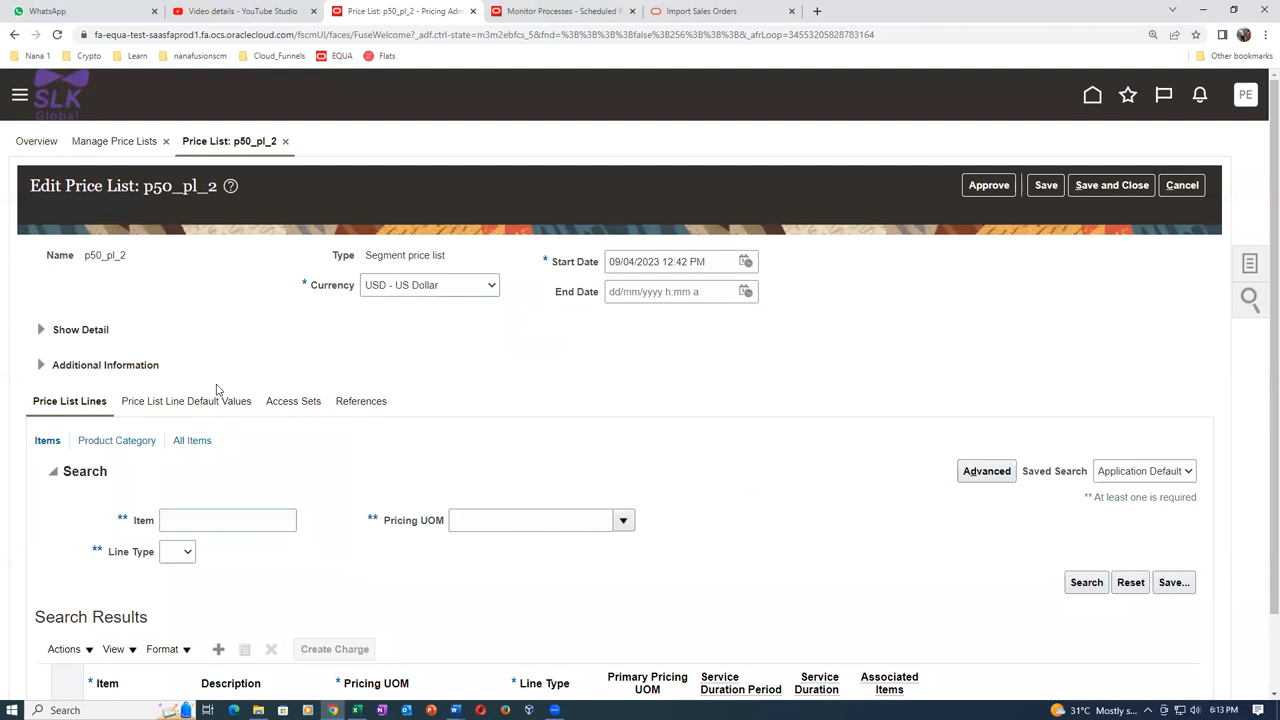 WhatsApp
Video details - YouTube Studio
Price List: p50_pl_2 - Pricing Adm
Monitor Processes - Scheduled P
Import Sales Orders
fa-equa-test-saasfaprod1.fa.ocs.oraclecloud.com/fscmUI/faces/FuseWelcome?_adf.ctrl-state=m3m2ebfcs_5&fnd=%3B%3B%3B%3Bfalse%3B256%3B%3B%3B&_afrLoop=34553205828783164
Nana 1
Crypto
Learn
nanafusionscm
Cloud_Funnels
EQUA
Flats
Other bookmarks
SLK
Global
PE
Overview
Manage Price Lists
Price List: p50_pl_2
Edit Price List: p50_pl_2
Approve
Save
Save and Close
Cancel
Name p50_pl_2
Type Segment price list
* Start Date 09/04/2023 12:42 PM
* Currency USD - US Dollar
End Date dd/mm/yyyy h:mm a
Show Detail
Additional Information
Price List Lines
Price List Line Default Values
Access Sets
References
Items
Product Category
All Items
Search
Advanced
Saved Search Application Default
** At least one is required
** Item
** Pricing UOM
** Line Type
Search
Reset
Save...
Search Results
Actions
View
Format
Create Charge
* Item
Description
* Pricing UOM
* Line Type
Primary Pricing UOM
Service Duration Period
Service Duration
Associated Items
Search
31°C Mostly s...
6:13 PM